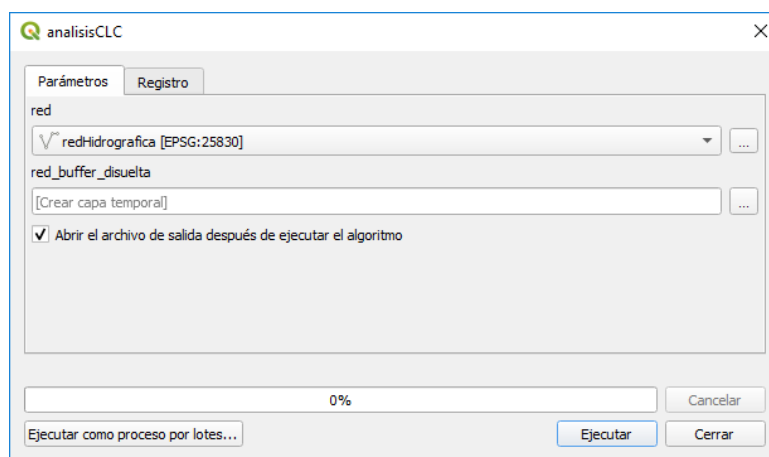 analisisCLC
Parámetros Registro
red
redHidrografica [EPSG:25830] ...
red_buffer_disuelta
[Crear capa temporal] ...
Abrir el archivo de salida después de ejecutar el algoritmo
0% Cancelar
Ejecutar como proceso por lotes... Ejecutar Cerrar